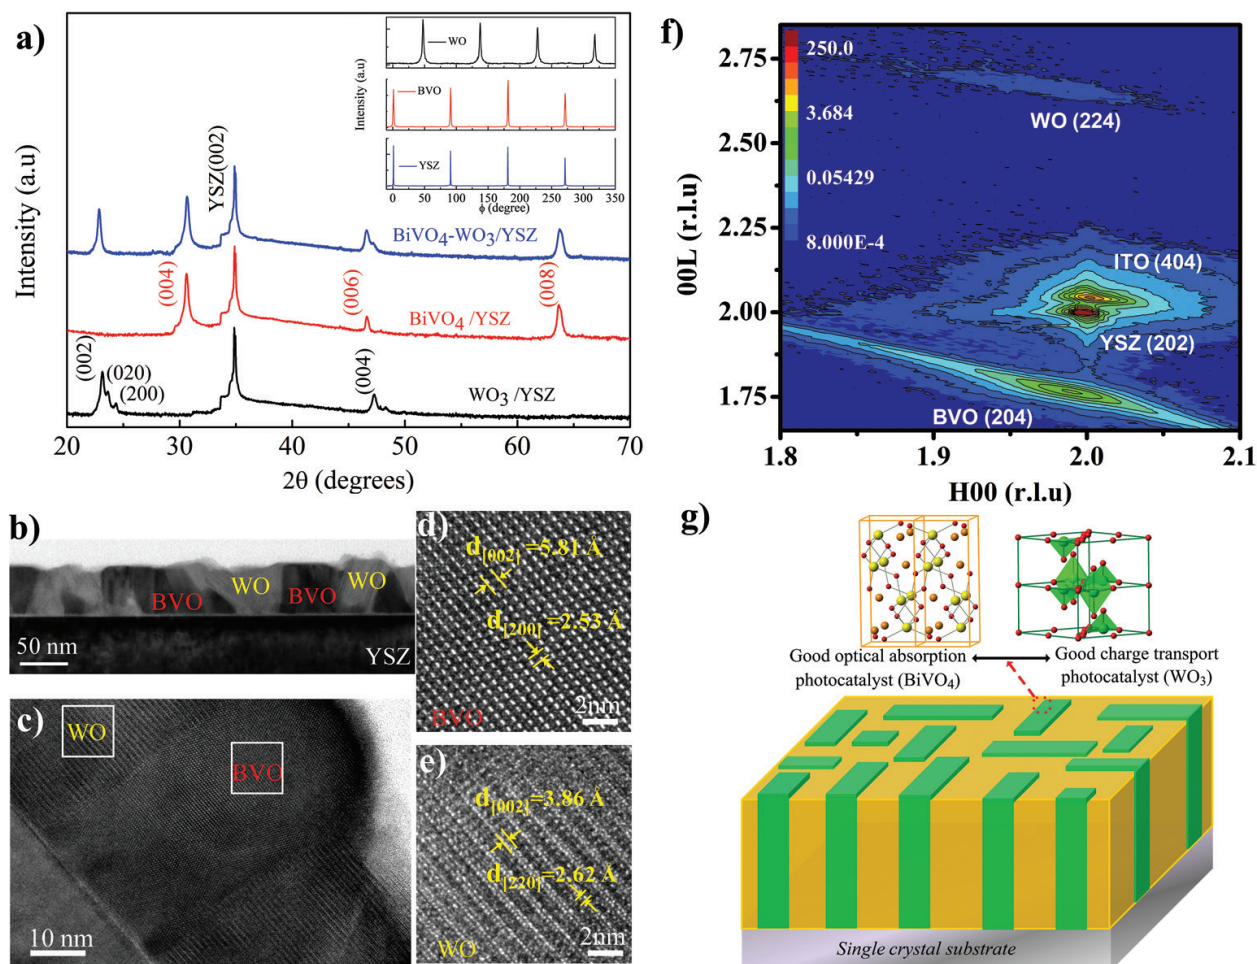 a)
Intensity (a.u)
WO
BVO
YSZ
Intensity (a.u)
0 50 100 150 200 250 300 350
ϕ (degree)
YSZ(002)
BiVO4-WO3/YSZ
(004)
(006)
(008)
BiVO4 /YSZ
(002)
(020)
(200)
(004)
WO3 /YSZ
20 30 40 50 60 70
2θ (degrees)
f)
00L (r.l.u)
2.75
2.50
2.25
2.00
1.75
250.0
3.684
0.05429
8.000E-4
WO (224)
ITO (404)
YSZ (202)
BVO (204)
1.8 1.9 2.0 2.1
H00 (r.l.u)
b)
BVO
WO
BVO
WO
50 nm
YSZ
c)
WO
BVO
10 nm
d)
d[002]=5.81 Å
d[200]=2.53 Å
BVO
2nm
e)
d[002]=3.86 Å
d[220]=2.62 Å
WO
2nm
g)
Good optical absorption
photocatalyst (BiVO4)
Good charge transport
photocatalyst (WO3)
Single crystal substrate